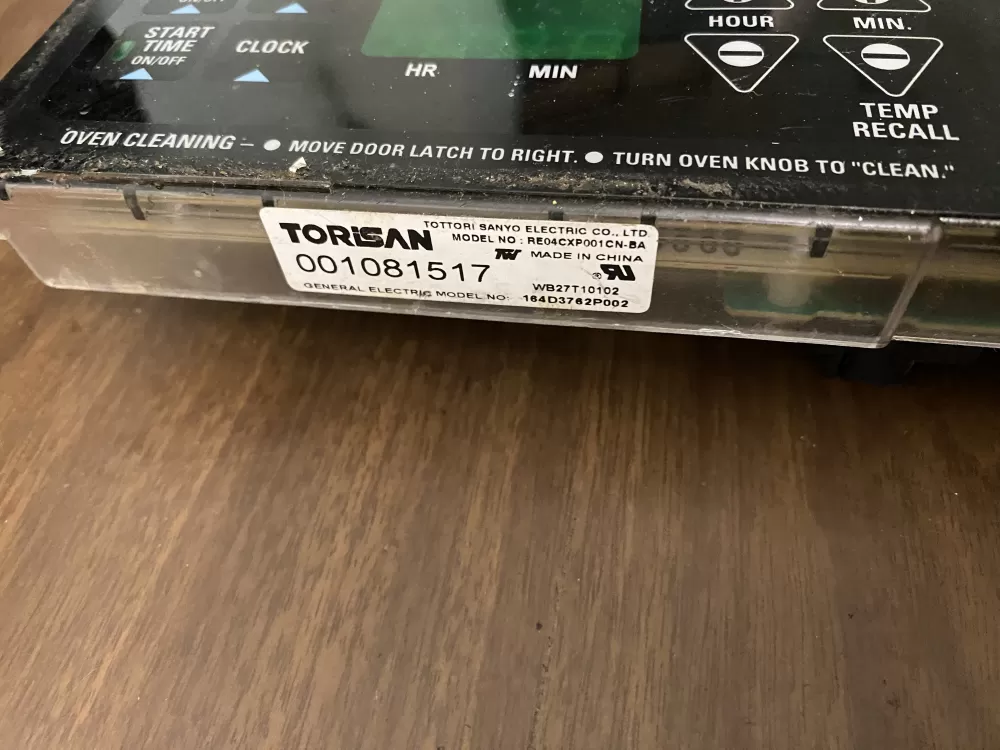 START
TIME
ON/OFF
CLOCK
HR
MIN
HOUR
MIN.
TEMP
RECALL
OVEN CLEANING – ● MOVE DOOR LATCH TO RIGHT. ● TURN OVEN KNOB TO "CLEAN."
TORiSAN
TOTTORI SANYO ELECTRIC CO., LTD
MODEL NO : RE04CXP001CN-BA
MADE IN CHINA
001081517
WB27T10102
GENERAL ELECTRIC MODEL NO: 164D3762P002